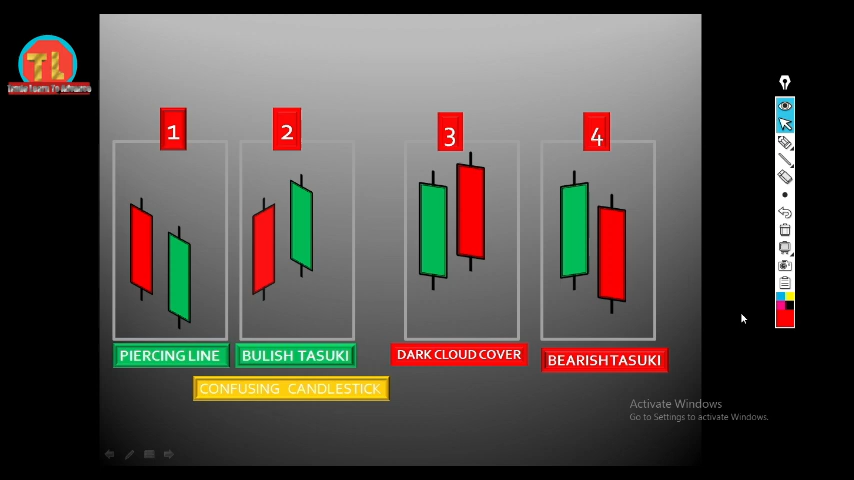 TL
1
2
3
4
PIERCING LINE
BULISH TASUKI
DARK CLOUD COVER
BEARISH TASUKI
CONFUSING CANDLESTICK
Activate Windows
Go to Settings to activate Windows.